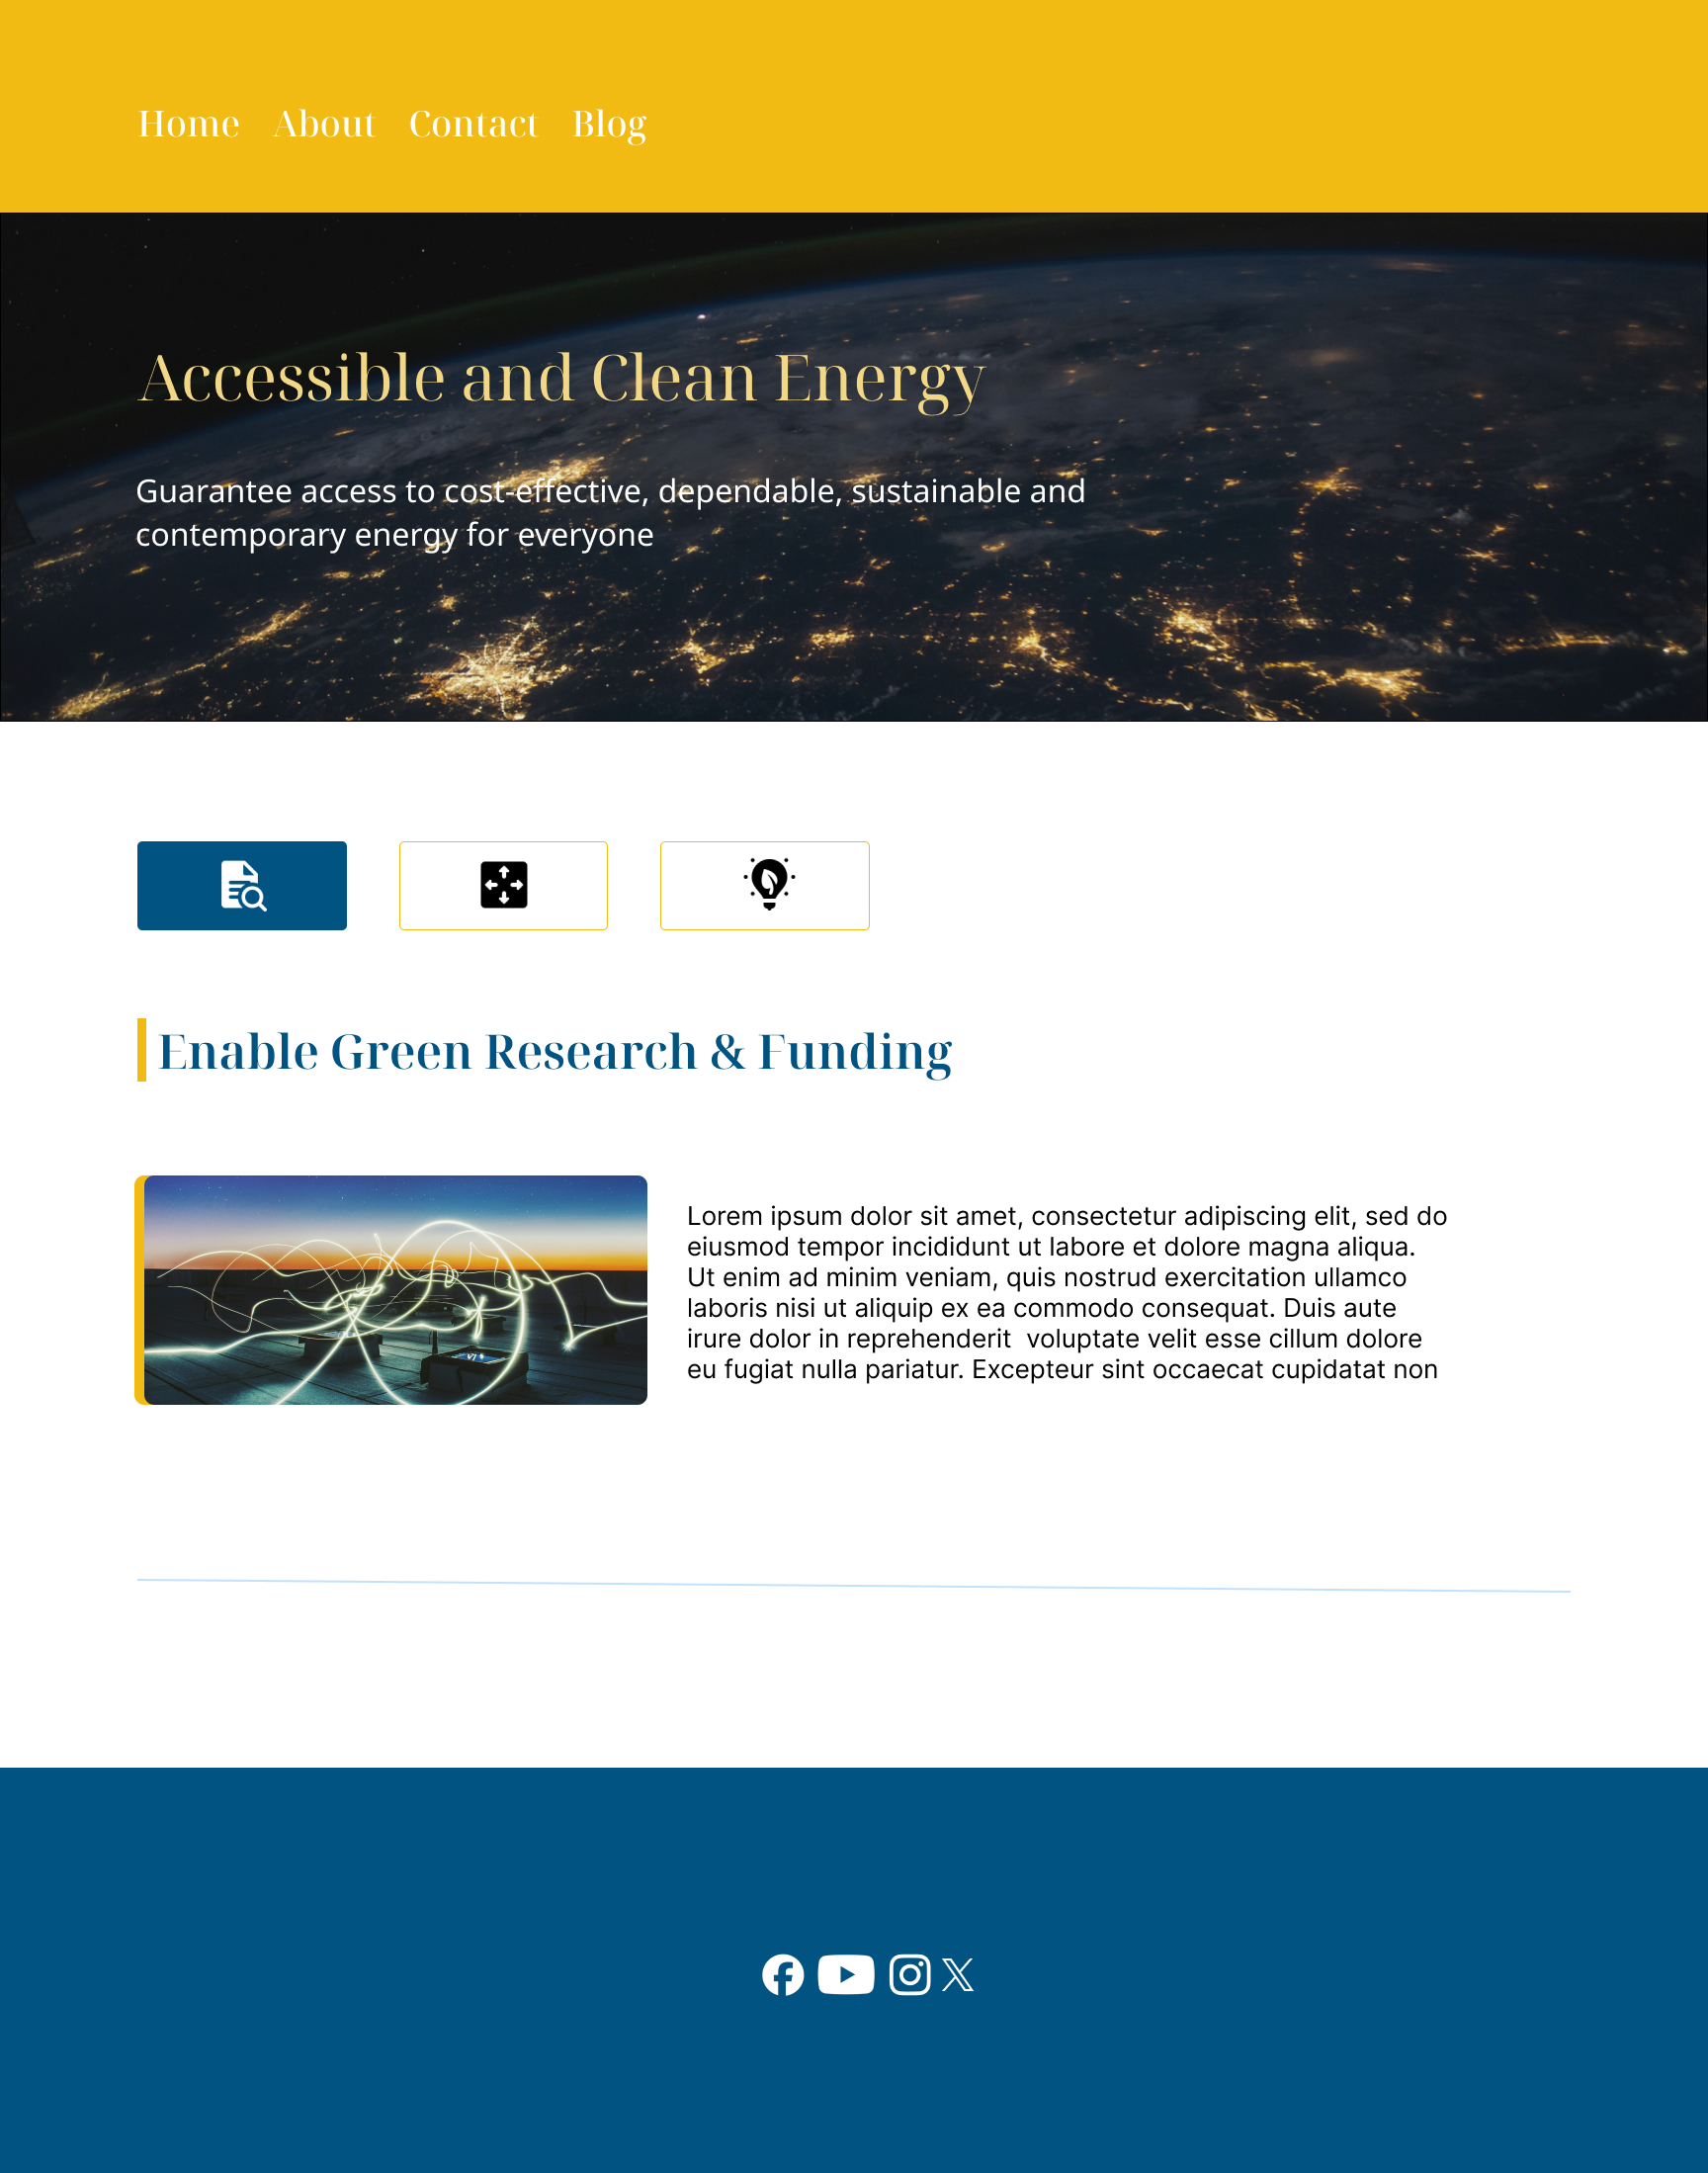 Home About Contact Blog
Accessible and Clean Energy
Guarantee access to cost-effective, dependable, sustainable and
contemporary energy for everyone
Enable Green Research & Funding
Lorem ipsum dolor sit amet, consectetur adipiscing elit, sed do
eiusmod tempor incididunt ut labore et dolore magna aliqua.
Ut enim ad minim veniam, quis nostrud exercitation ullamco
laboris nisi ut aliquip ex ea commodo consequat. Duis aute
irure dolor in reprehenderit  voluptate velit esse cillum dolore
eu fugiat nulla pariatur. Excepteur sint occaecat cupidatat non